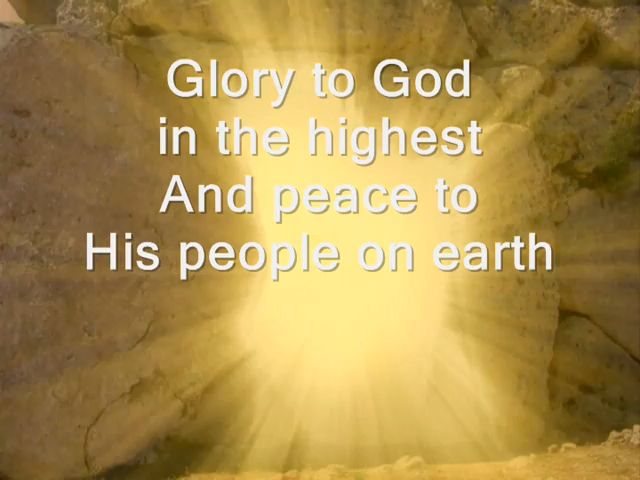 Glory to God
in the highest
And peace to
His people on earth